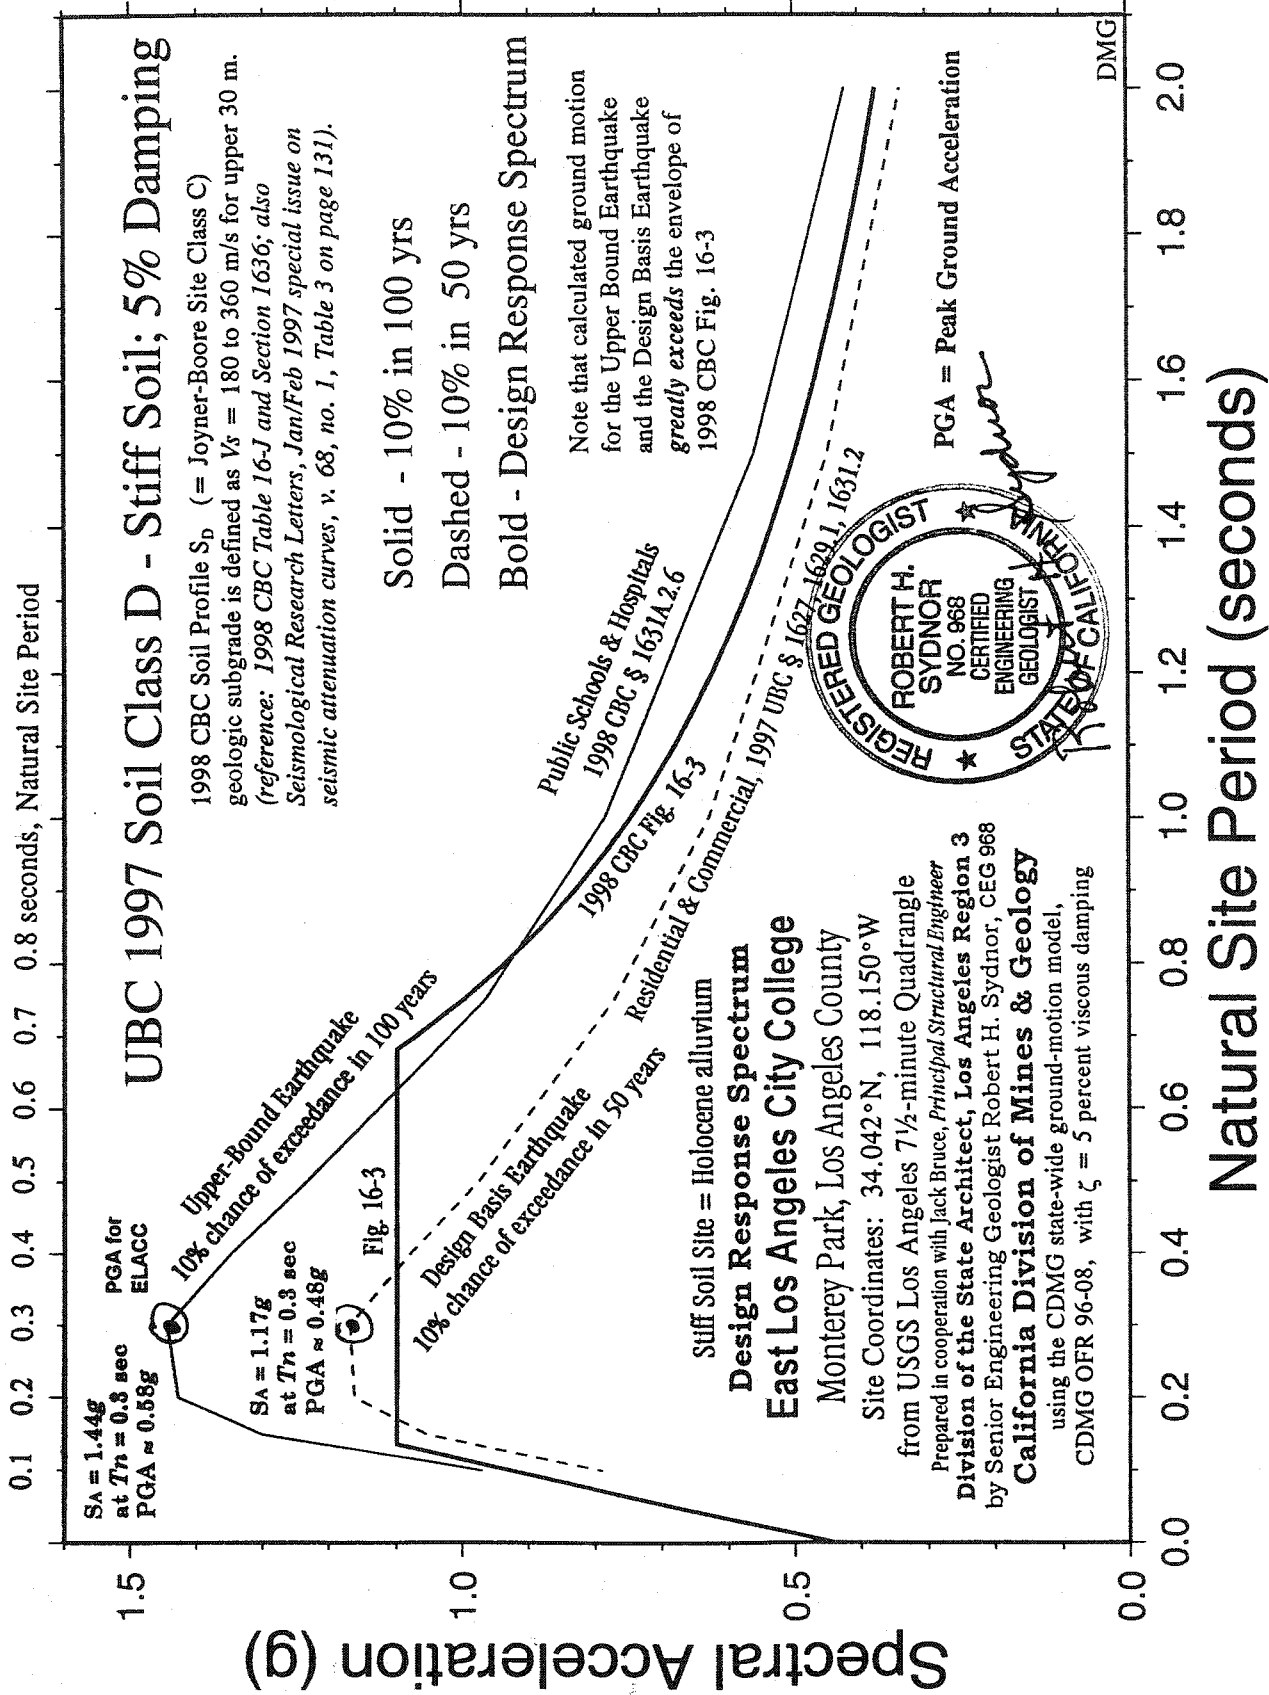 0.1 0.2 0.3 0.4 0.5 0.6 0.7 0.8 seconds, Natural Site Period
UBC 1997 Soil Class D - Stiff Soil; 5% Damping
1998 CBC Soil Profile SD (= Joyner-Boore Site Class C)
geologic subgrade is defined as Vs = 180 to 360 m/s for upper 30 m.
(reference: 1998 CBC Table 16-J and Section 1636; also
Seismological Research Letters, Jan/Feb 1997 special issue on
seismic attenuation curves, v. 68, no. 1, Table 3 on page 131).
Solid - 10% in 100 yrs
Dashed - 10% in 50 yrs
Bold - Design Response Spectrum
Note that calculated ground motion
for the Upper Bound Earthquake
and the Design Basis Earthquake
greatly exceeds the envelope of
1998 CBC Fig. 16-3
SA = 1.44g
at Tn = 0.3 sec
PGA ≈ 0.58g
PGA for
ELACC
Upper-Bound Earthquake
10% chance of exceedance in 100 years
SA = 1.17g
at Tn = 0.3 sec
PGA ≈ 0.48g
Fig. 16-3
Design Basis Earthquake
10% chance of exceedance in 50 years
Public Schools & Hospitals
1998 CBC § 1631A.2.6
1998 CBC Fig. 16-3
Residential & Commercial, 1997 UBC § 1627, 1629.1, 1631.2
Stiff Soil Site = Holocene alluvium
Design Response Spectrum
East Los Angeles City College
Monterey Park, Los Angeles County
Site Coordinates: 34.042°N, 118.150°W
from USGS Los Angeles 7½-minute Quadrangle
Prepared in cooperation with Jack Bruce, Principal Structural Engineer
Division of the State Architect, Los Angeles Region 3
by Senior Engineering Geologist Robert H. Sydnor, CEG 968
California Division of Mines & Geology
using the CDMG state-wide ground-motion model,
CDMG OFR 96-08, with ζ = 5 percent viscous damping
REGISTERED GEOLOGIST
ROBERT H.
SYDNOR
NO. 968
CERTIFIED
ENGINEERING
GEOLOGIST
STATE OF CALIFORNIA
Robert H. Sydnor
PGA = Peak Ground Acceleration
DMG
1.5
1.0
0.5
0.0
Spectral Acceleration (g)
0.0 0.2 0.4 0.6 0.8 1.0 1.2 1.4 1.6 1.8 2.0
Natural Site Period (seconds)